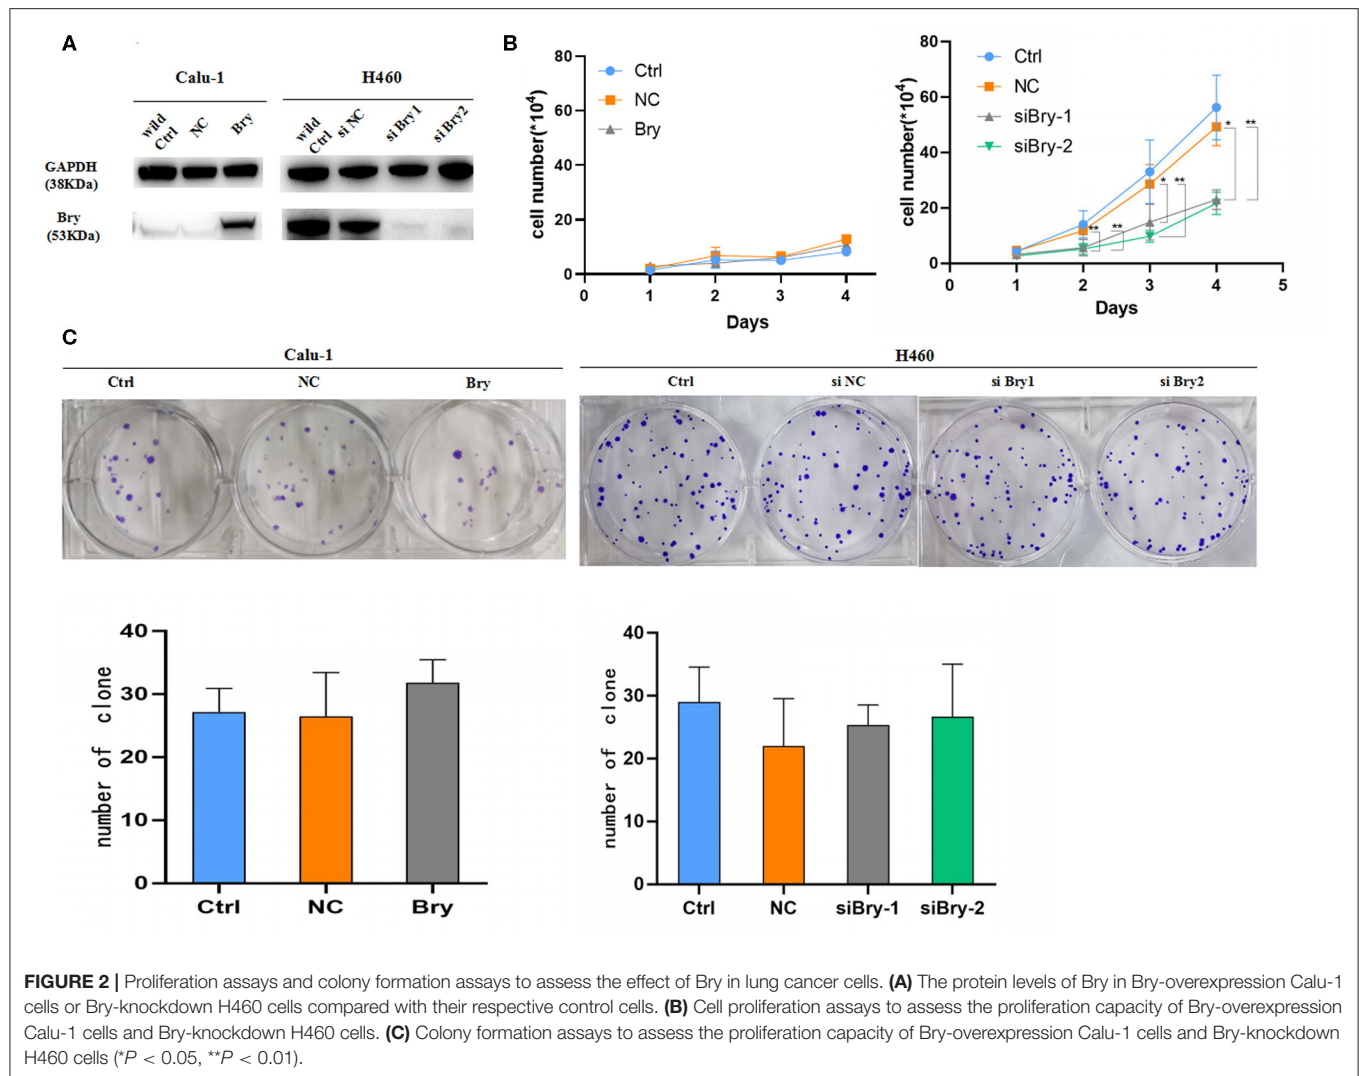 A
Calu-1
H460
wild Ctrl
NC
Bry
wild Ctrl
si NC
si Bry1
si Bry2
GAPDH
(38KDa)
Bry
(53KDa)
B
cell number(*10⁴)
80
60
40
20
0
0
1
2
3
4
Days
Ctrl
NC
Bry
cell number(*10⁴)
80
60
40
20
0
0
1
2
3
4
5
Days
Ctrl
NC
siBry-1
siBry-2
**
**
*
**
*
**
C
Calu-1
Ctrl
NC
Bry
H460
Ctrl
si NC
si Bry1
si Bry2
number of clone
40
30
20
10
0
Ctrl
NC
Bry
number of clone
40
30
20
10
0
Ctrl
NC
siBry-1
siBry-2
FIGURE 2 | Proliferation assays and colony formation assays to assess the effect of Bry in lung cancer cells. (A) The protein levels of Bry in Bry-overexpression Calu-1
cells or Bry-knockdown H460 cells compared with their respective control cells. (B) Cell proliferation assays to assess the proliferation capacity of Bry-overexpression
Calu-1 cells and Bry-knockdown H460 cells. (C) Colony formation assays to assess the proliferation capacity of Bry-overexpression Calu-1 cells and Bry-knockdown
H460 cells (*P < 0.05, **P < 0.01).